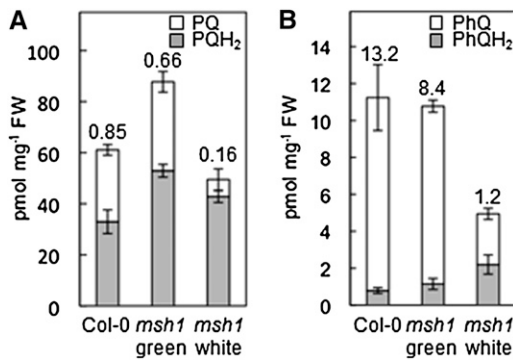 A
PQ
PQH₂
pmol mg⁻¹ FW
100
80
60
40
20
0
0.85
0.66
0.16
Col-0 msh1 msh1
green white
B
PhQ
PhQH₂
pmol mg⁻¹ FW
14
12
10
8
6
4
2
0
13.2
8.4
1.2
Col-0 msh1 msh1
green white